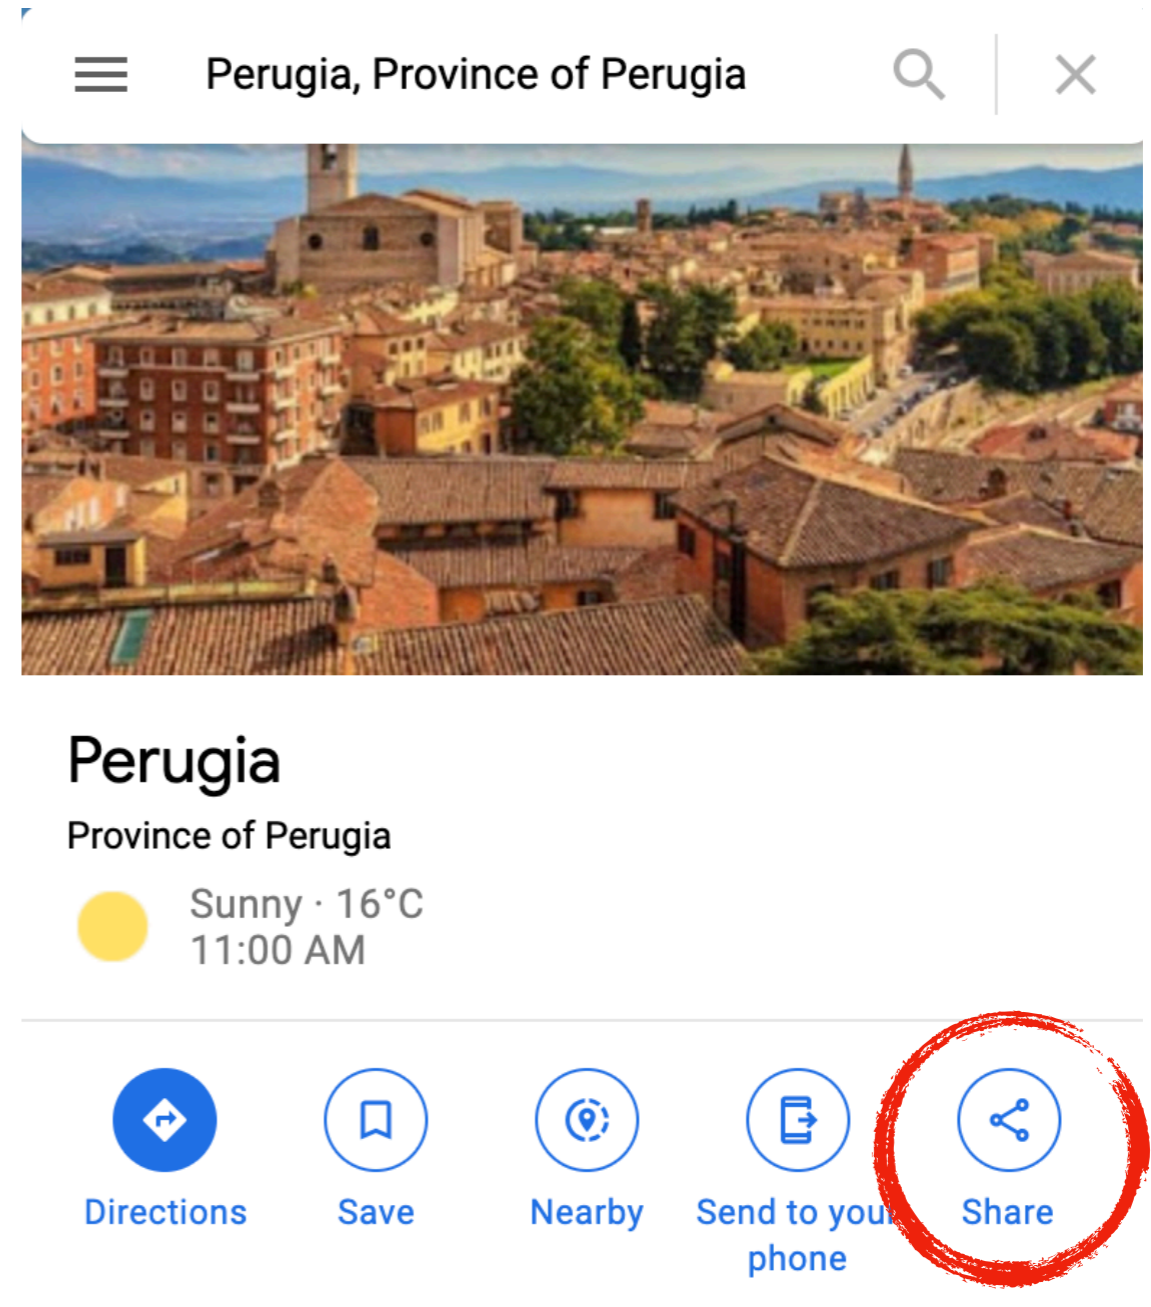 Perugia, Province of Perugia
Perugia
Province of Perugia
Sunny · 16°C
11:00 AM
Directions
Save
Nearby
Send to your
phone
Share